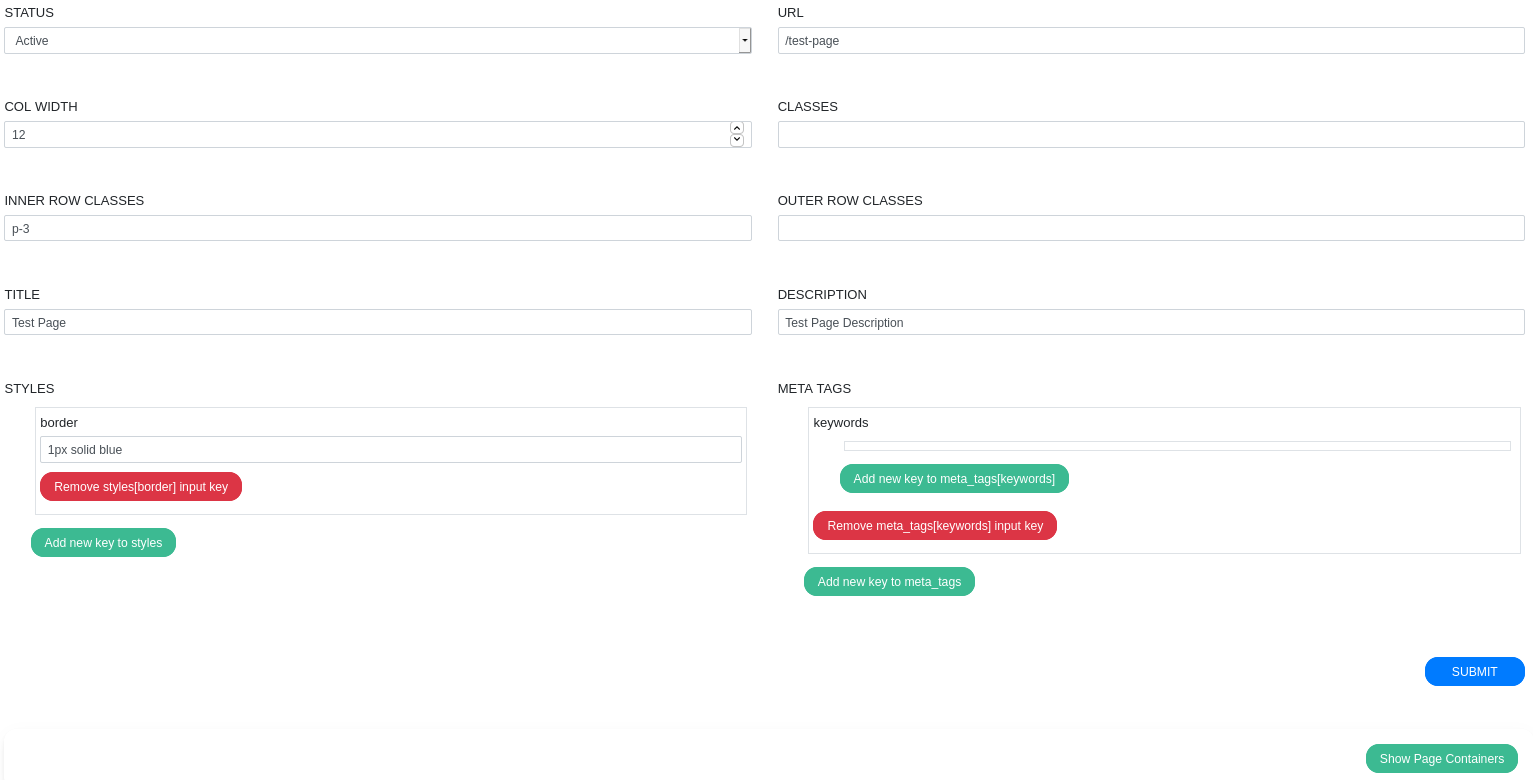 STATUS
URL
Active
/test-page
COL WIDTH
CLASSES
12
INNER ROW CLASSES
OUTER ROW CLASSES
p-3
TITLE
DESCRIPTION
Test Page
Test Page Description
STYLES
META TAGS
border
keywords
1px solid blue
Add new key to meta_tags[keywords]
Remove styles[border] input key
Remove meta_tags[keywords] input key
Add new key to styles
Add new key to meta_tags
SUBMIT
Show Page Containers